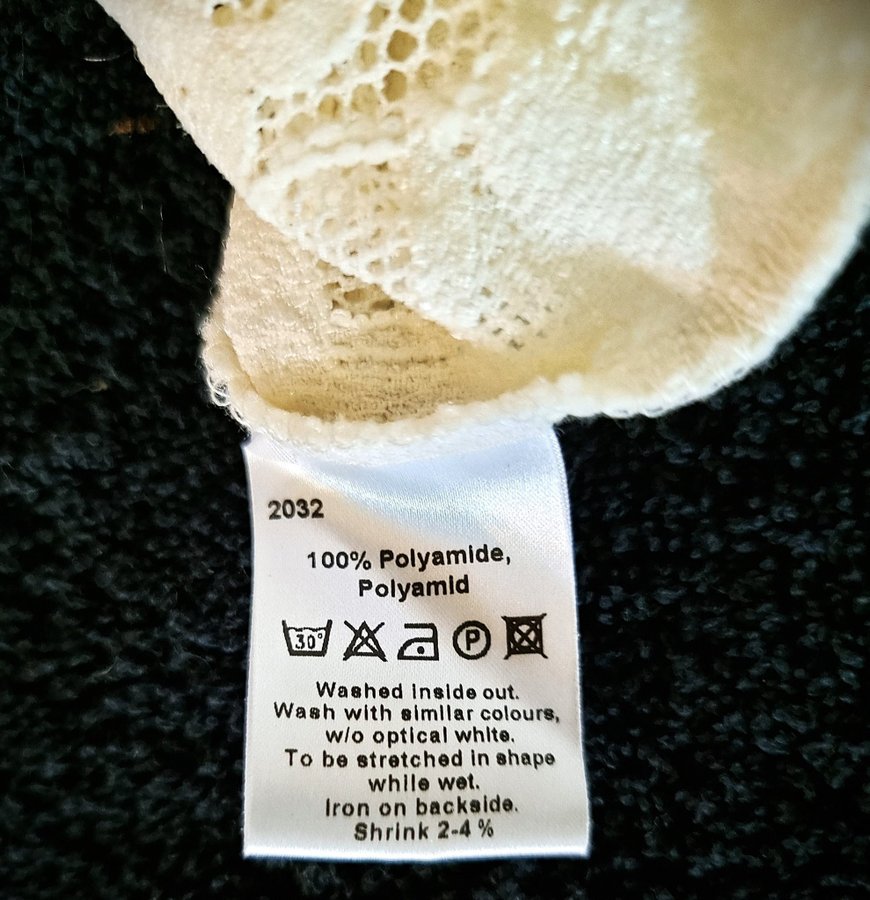 2032
100% Polyamide,
Polyamid
30°
P
Washed inside out.
Wash with similar colours,
w/o optical white.
To be stretched in shape
while wet.
Iron on backside.
Shrink 2-4 %